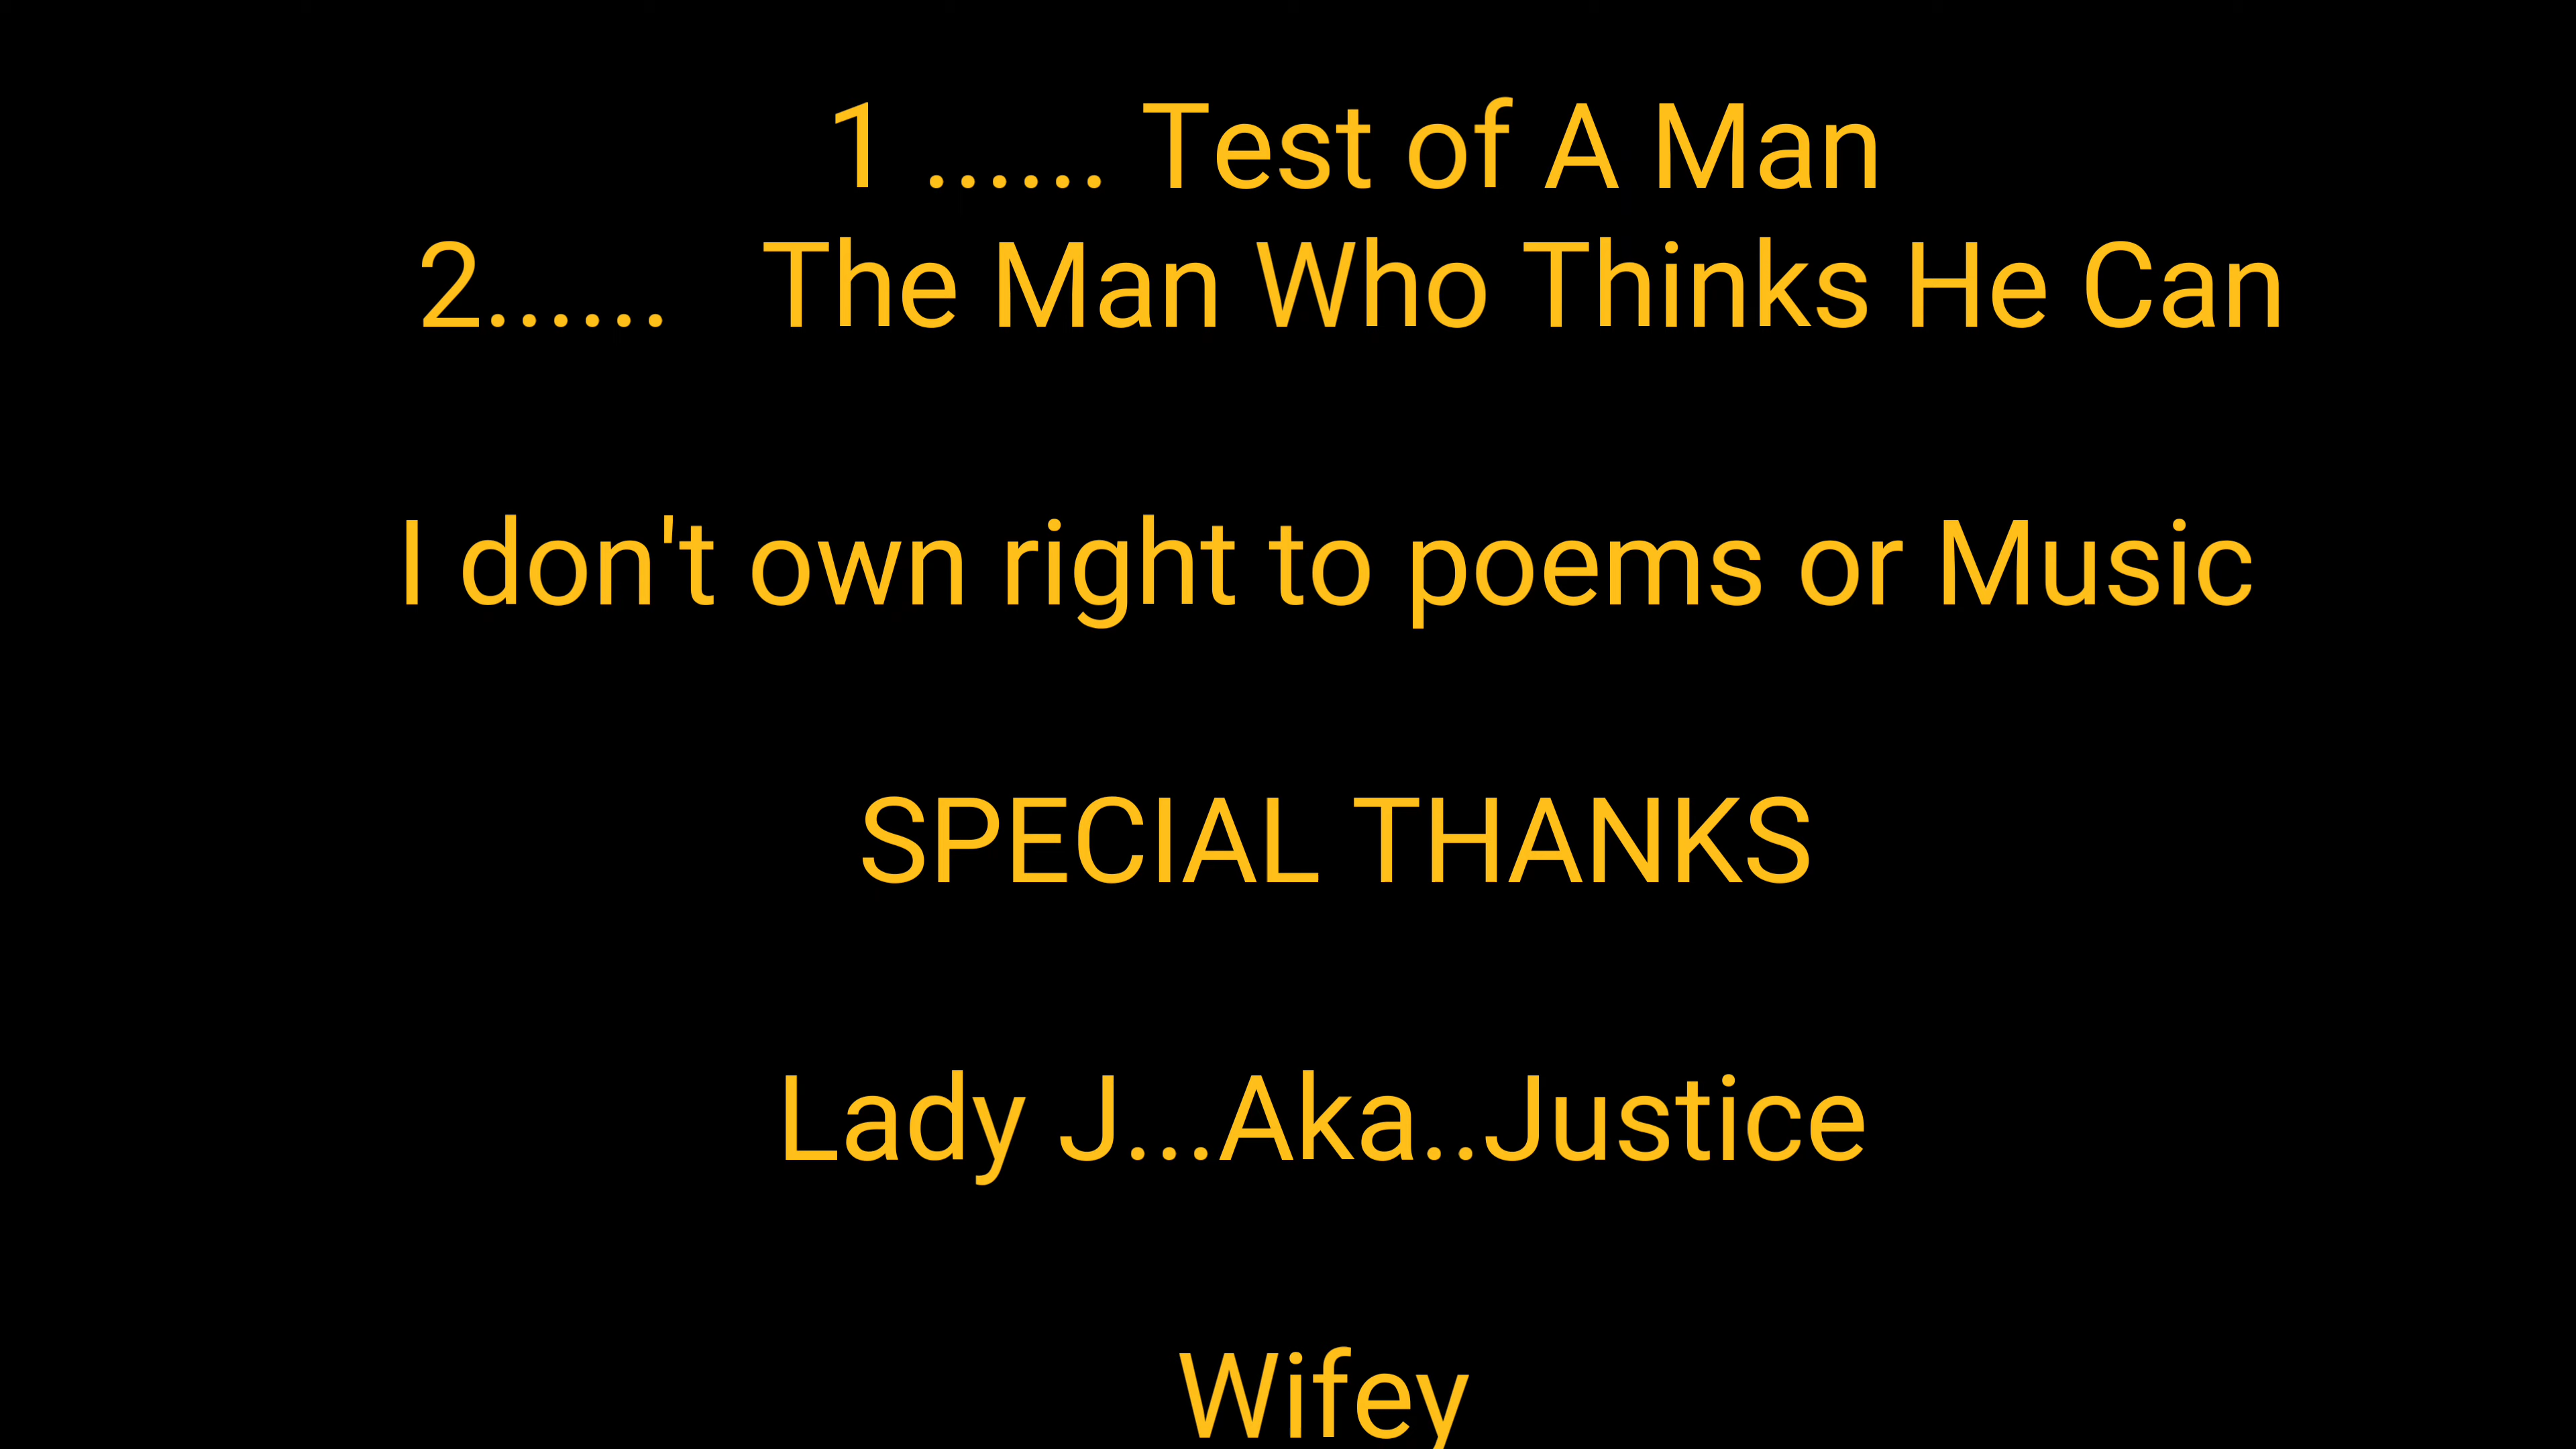 1 ...... Test of A Man
2...... The Man Who Thinks He Can
I don't own right to poems or Music
SPECIAL THANKS
Lady J...Aka..Justice
Wifey